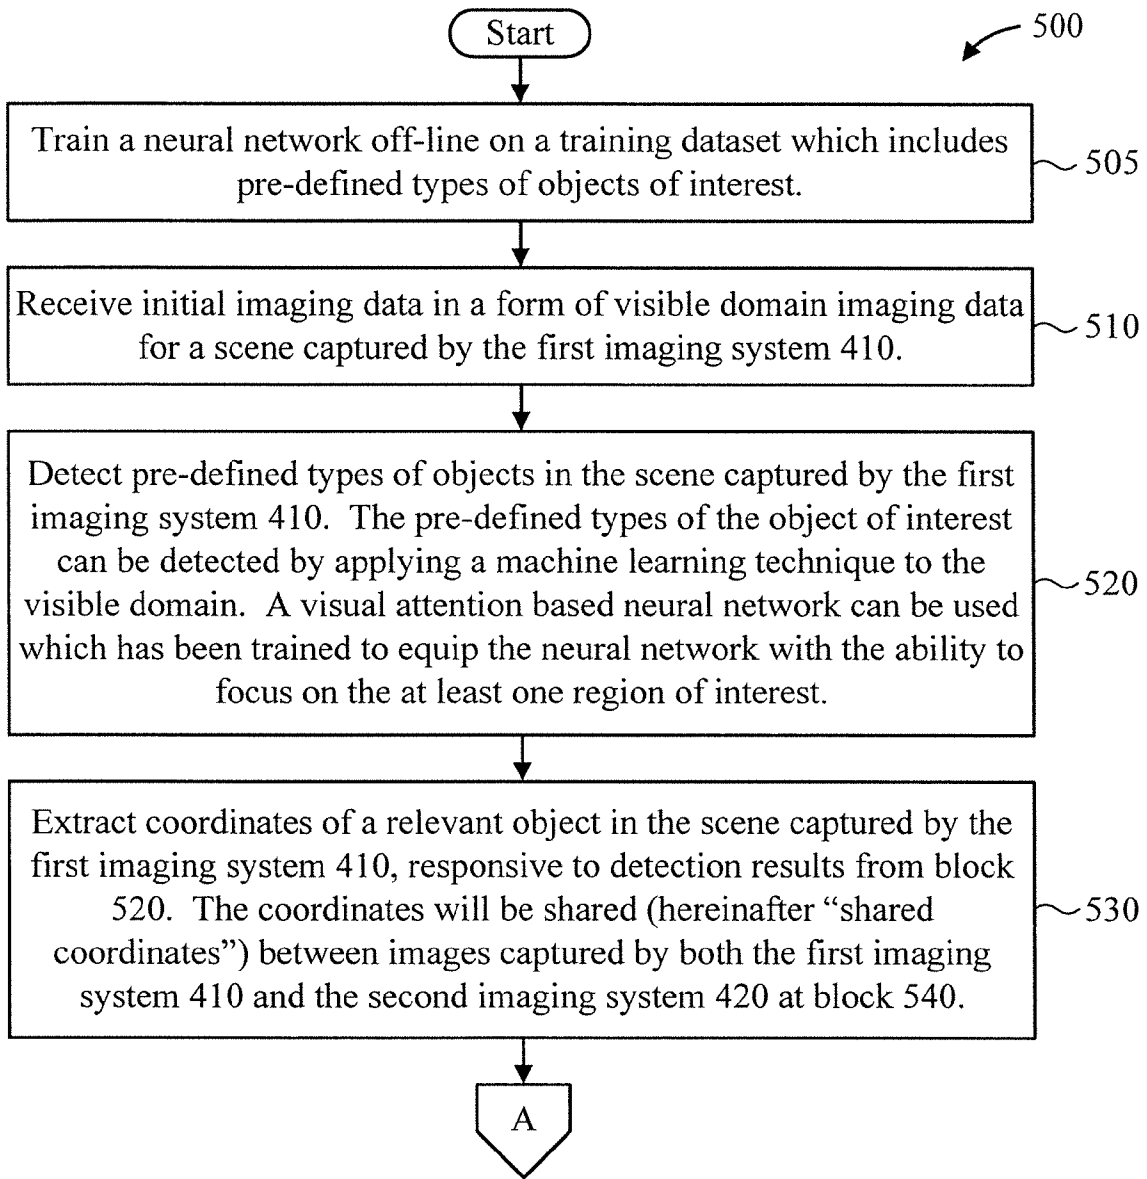 Start
500
Train a neural network off-line on a training dataset which includes
pre-defined types of objects of interest.
505
Receive initial imaging data in a form of visible domain imaging data
for a scene captured by the first imaging system 410.
510
Detect pre-defined types of objects in the scene captured by the first
imaging system 410. The pre-defined types of the object of interest
can be detected by applying a machine learning technique to the
visible domain. A visual attention based neural network can be used
which has been trained to equip the neural network with the ability to
focus on the at least one region of interest.
520
Extract coordinates of a relevant object in the scene captured by the
first imaging system 410, responsive to detection results from block
520. The coordinates will be shared (hereinafter “shared
coordinates”) between images captured by both the first imaging
system 410 and the second imaging system 420 at block 540.
530
A